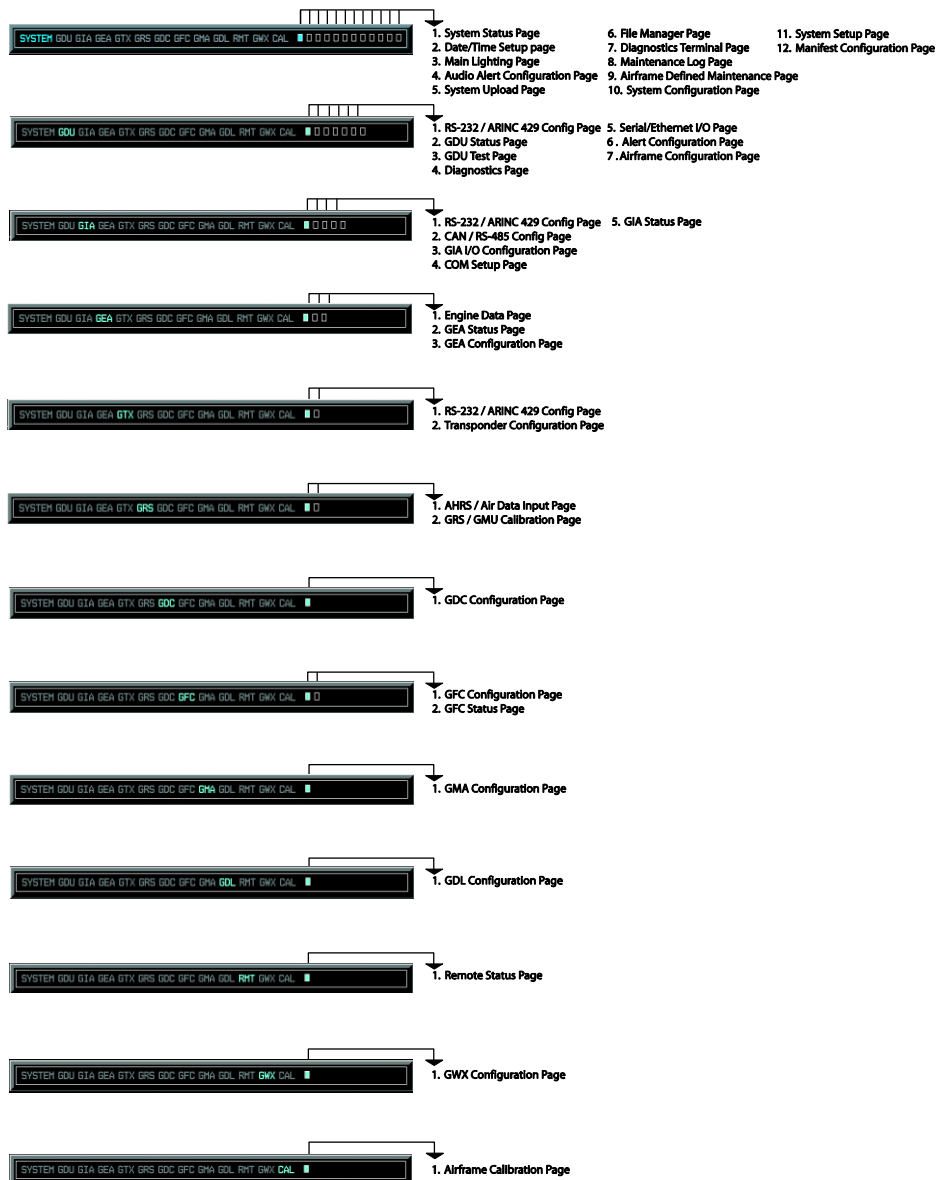 SYSTEM GDU GIA GEA GTX GRS GDC GFC GMA GDL RMT GWX CAL
1. System Status Page
2. Date/Time Setup page
3. Main Lighting Page
4. Audio Alert Configuration Page
5. System Upload Page
6. File Manager Page
7. Diagnostics Terminal Page
8. Maintenance Log Page
9. Airframe Defined Maintenance Page
10. System Configuration Page
11. System Setup Page
12. Manifest Configuration Page
SYSTEM GDU GIA GEA GTX GRS GDC GFC GMA GDL RMT GWX CAL
1. RS-232 / ARINC 429 Config Page
2. GDU Status Page
3. GDU Test Page
4. Diagnostics Page
5. Serial/Ethernet I/O Page
6 . Alert Configuration Page
7 . Airframe Configuration Page
SYSTEM GDU GIA GEA GTX GRS GDC GFC GMA GDL RMT GWX CAL
1. RS-232 / ARINC 429 Config Page
2. CAN / RS-485 Config Page
3. GIA I/O Configuration Page
4. COM Setup Page
5. GIA Status Page
SYSTEM GDU GIA GEA GTX GRS GDC GFC GMA GDL RMT GWX CAL
1. Engine Data Page
2. GEA Status Page
3. GEA Configuration Page
SYSTEM GDU GIA GEA GTX GRS GDC GFC GMA GDL RMT GWX CAL
1. RS-232 / ARINC 429 Config Page
2. Transponder Configuration Page
SYSTEM GDU GIA GEA GTX GRS GDC GFC GMA GDL RMT GWX CAL
1. AHRS / Air Data Input Page
2. GRS / GMU Calibration Page
SYSTEM GDU GIA GEA GTX GRS GDC GFC GMA GDL RMT GWX CAL
1. GDC Configuration Page
SYSTEM GDU GIA GEA GTX GRS GDC GFC GMA GDL RMT GWX CAL
1. GFC Configuration Page
2. GFC Status Page
SYSTEM GDU GIA GEA GTX GRS GDC GFC GMA GDL RMT GWX CAL
1. GMA Configuration Page
SYSTEM GDU GIA GEA GTX GRS GDC GFC GMA GDL RMT GWX CAL
1. GDL Configuration Page
SYSTEM GDU GIA GEA GTX GRS GDC GFC GMA GDL RMT GWX CAL
1. Remote Status Page
SYSTEM GDU GIA GEA GTX GRS GDC GFC GMA GDL RMT GWX CAL
1. GWX Configuration Page
SYSTEM GDU GIA GEA GTX GRS GDC GFC GMA GDL RMT GWX CAL
1. Airframe Calibration Page